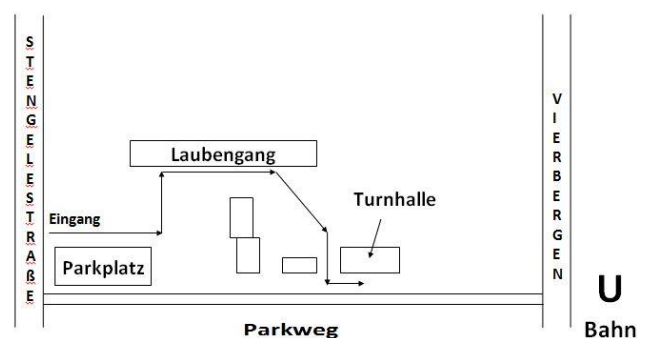 STENGELESTRAßE
VIERBERGEN
Laubengang
Turnhalle
Eingang
Parkplatz
U
Bahn
Parkweg